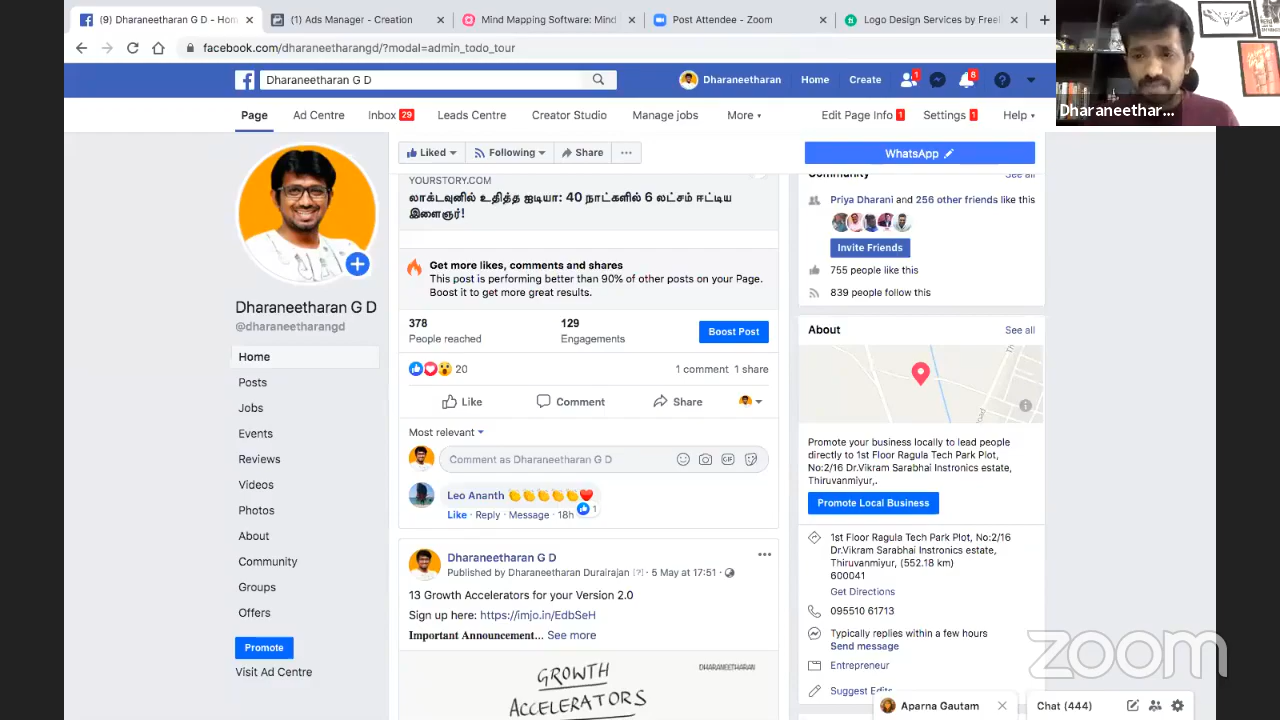 (9) Dharaneetharan G D - Hom
(1) Ads Manager - Creation
Mind Mapping Software: Mind
Post Attendee - Zoom
Logo Design Services by Freel
facebook.com/dharaneetharangd/?modal=admin_todo_tour
Dharaneetharan G D
Dharaneetharan
Home
Create
1
8
Page
Ad Centre
Inbox 29
Leads Centre
Creator Studio
Manage jobs
More
Edit Page Info 1
Settings 1
Help
Dharaneethar...
Liked
Following
Share
WhatsApp
YOURSTORY.COM
லாக்டவுனில் உதித்த ஐடியா: 40 நாட்களில் 6 லட்சம் ஈட்டிய
இளைஞர்!
Get more likes, comments and shares
This post is performing better than 90% of other posts on your Page.
Boost it to get more great results.
378
People reached
129
Engagements
Boost Post
20
1 comment 1 share
Like
Comment
Share
Most relevant
Comment as Dharaneetharan G D
GIF
Leo Ananth
Like · Reply · Message · 18h
1
Dharaneetharan G D
Published by Dharaneetharan Durairajan [?] · 5 May at 17:51 ·
13 Growth Accelerators for your Version 2.0
Sign up here: https://imjo.in/EdbSeH
Important Announcement... See more
GROWTH
ACCELERATORS
DHARANEETHARAN
Dharaneetharan G D
@dharaneetharangd
Home
Posts
Jobs
Events
Reviews
Videos
Photos
About
Community
Groups
Offers
Promote
Visit Ad Centre
Community
See all
Priya Dharani and 256 other friends like this
Invite Friends
755 people like this
839 people follow this
About
See all
Promote your business locally to lead people
directly to 1st Floor Ragula Tech Park Plot,
No:2/16 Dr.Vikram Sarabhai Instronics estate,
Thiruvanmiyur,.
Promote Local Business
1st Floor Ragula Tech Park Plot, No:2/16
Dr.Vikram Sarabhai Instronics estate,
Thiruvanmiyur, (552.18 km)
600041
Get Directions
095510 61713
Typically replies within a few hours
Send message
Entrepreneur
Suggest Edits
zoom
Aparna Gautam
Chat (444)